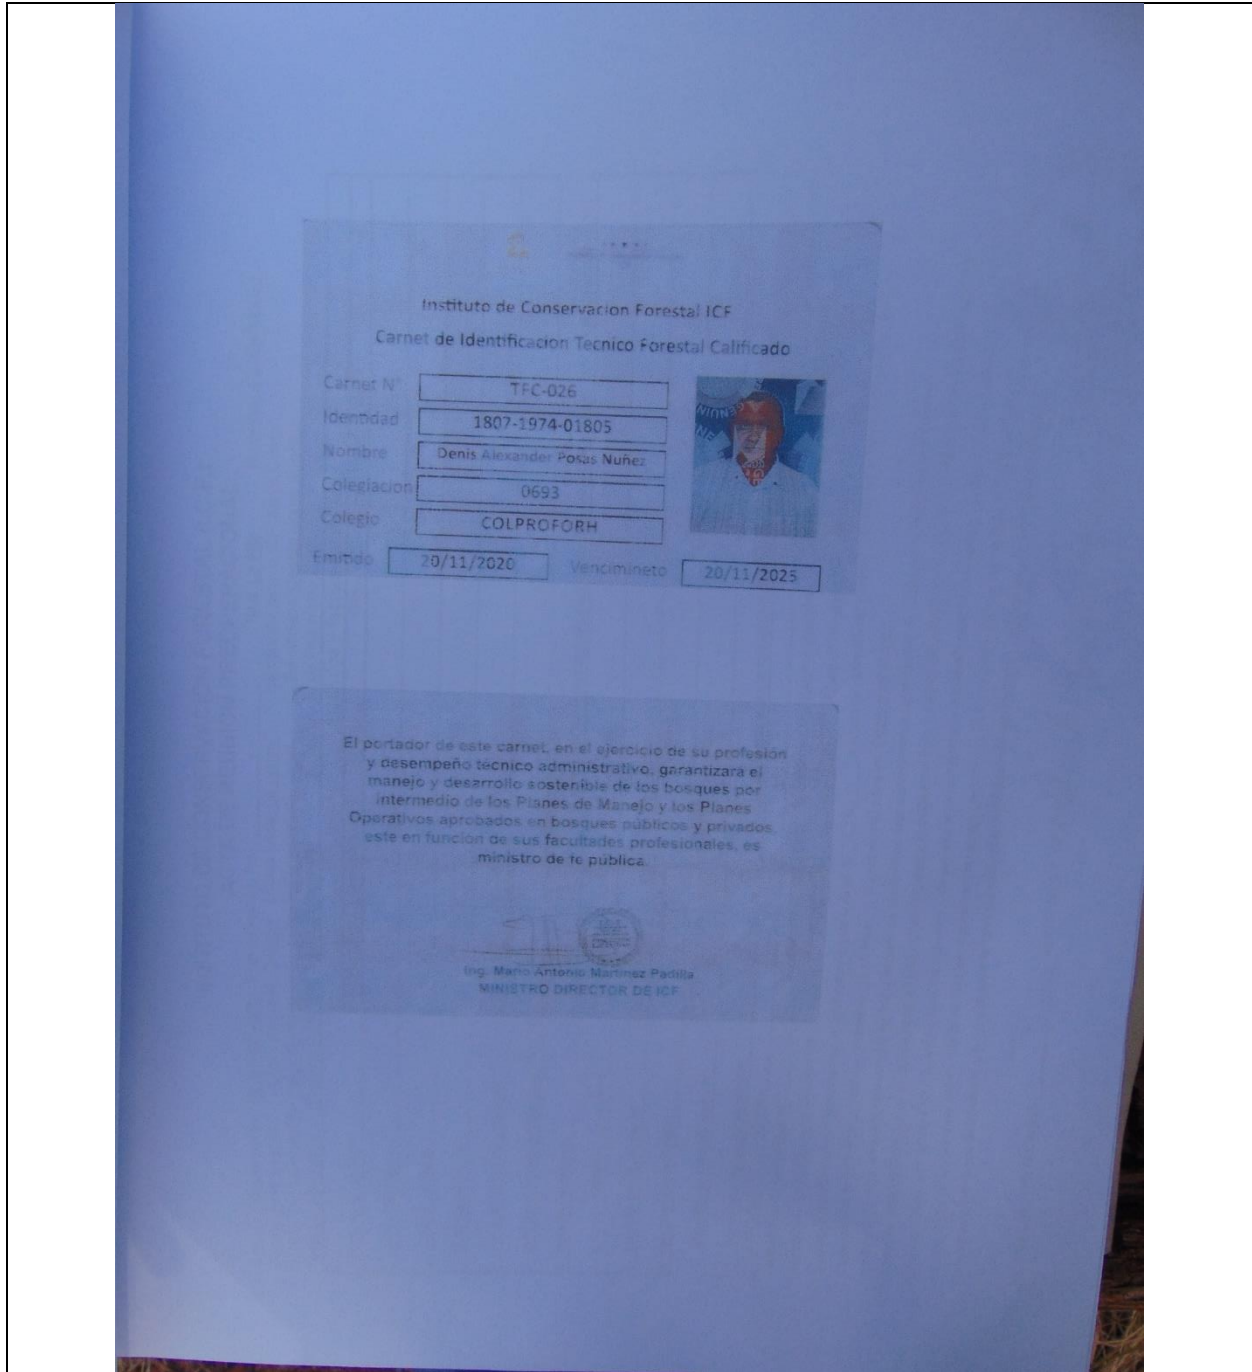 Instituto de Conservacion Forestal ICF
Carnet de Identificacion Tecnico Forestal Calificado
Carnet N° TFC-026
Identidad 1807-1974-01805
Nombre Denis Alexander Posas Nuñez
Colegiacion 0693
Colegio COLPROFORH
Emitido 20/11/2020 Vencimineto 20/11/2025
El portador de este carnet, en el ejercicio de su profesión
y desempeño técnico administrativo, garantizara el
manejo y desarrollo sostenible de los bosques por
intermedio de los Planes de Manejo y los Planes
Operativos aprobados en bosques públicos y privados,
este en función de sus facultades profesionales, es
ministro de fe pública.
Ing. Mario Antonio Martínez Padilla
MINISTRO DIRECTOR DE ICF